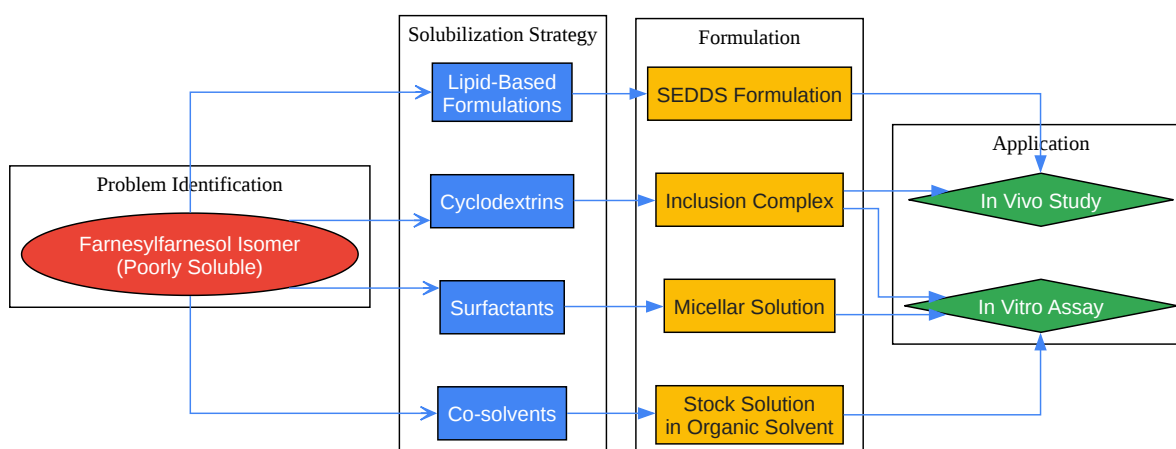 Problem Identification
Farnesylfarnesol Isomer
(Poorly Soluble)
Solubilization Strategy
Lipid-Based
Formulations
Cyclodextrins
Surfactants
Co-solvents
Formulation
SEDDS Formulation
Inclusion Complex
Micellar Solution
Stock Solution
in Organic Solvent
Application
In Vivo Study
In Vitro Assay